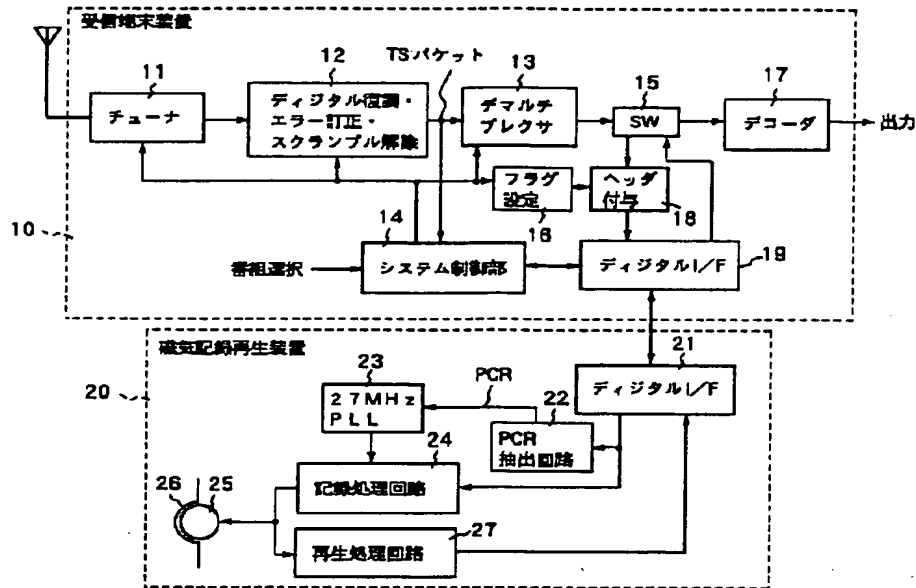 受信端末装置
TSパケット
11
チューナ
12
ディジタル復調・
エラー訂正・
スクランブル解除
13
デマルチ
プレクサ
15
SW
17
デコーダ
出力
フラグ
設定
16
ヘッダ
付与
18
10
14
システム制御部
番組選択
ディジタルI/F
19
磁気記録再生装置
20
21
ディジタルI/F
23
27MHz
PLL
PCR
22
PCR
抽出回路
24
記録処理回路
26
25
27
再生処理回路